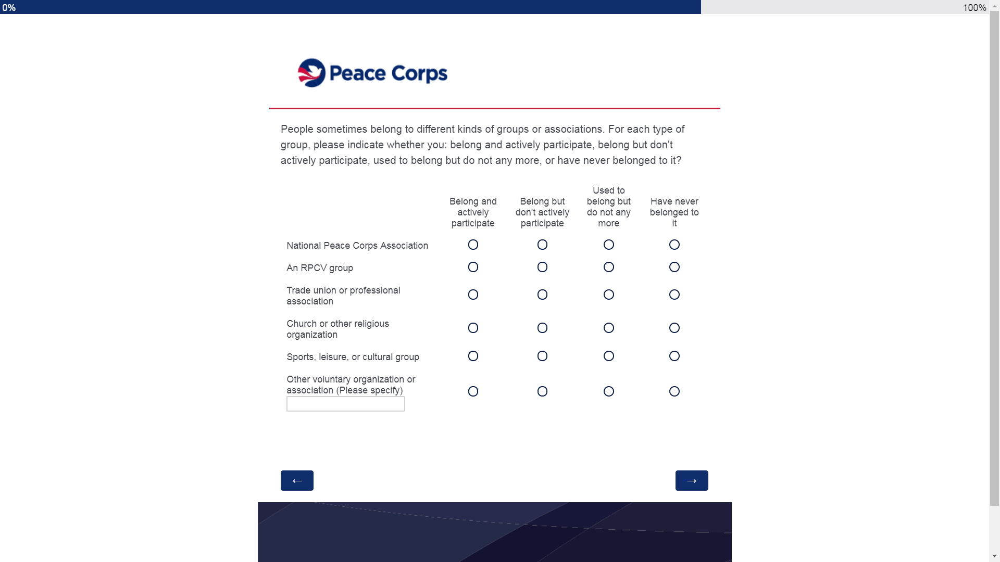 0%
100%
Peace Corps
People sometimes belong to different kinds of groups or associations. For each type of
group, please indicate whether you: belong and actively participate, belong but don't
actively participate, used to belong but do not any more, or have never belonged to it?
Belong and
actively
participate
Belong but
don't actively
participate
Used to
belong but
do not any
more
Have never
belonged to
it
National Peace Corps Association
An RPCV group
Trade union or professional
association
Church or other religious
organization
Sports, leisure, or cultural group
Other voluntary organization or
association (Please specify)
←
→